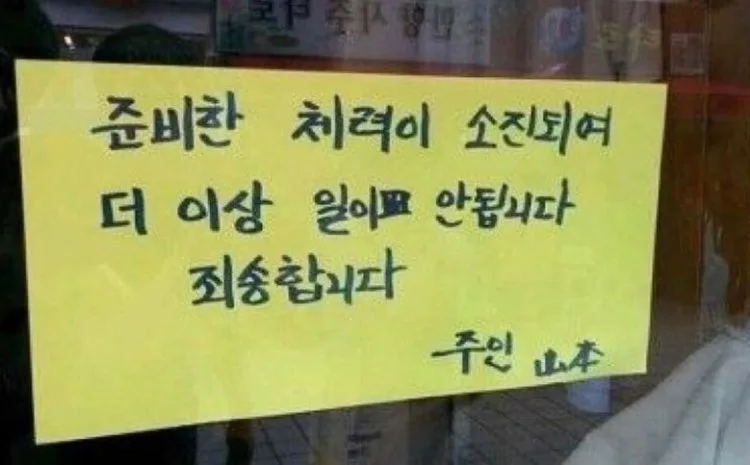 준비한 체력이 소진되여
더 이상 일이 안됩니다
죄송합니다
주인 山本